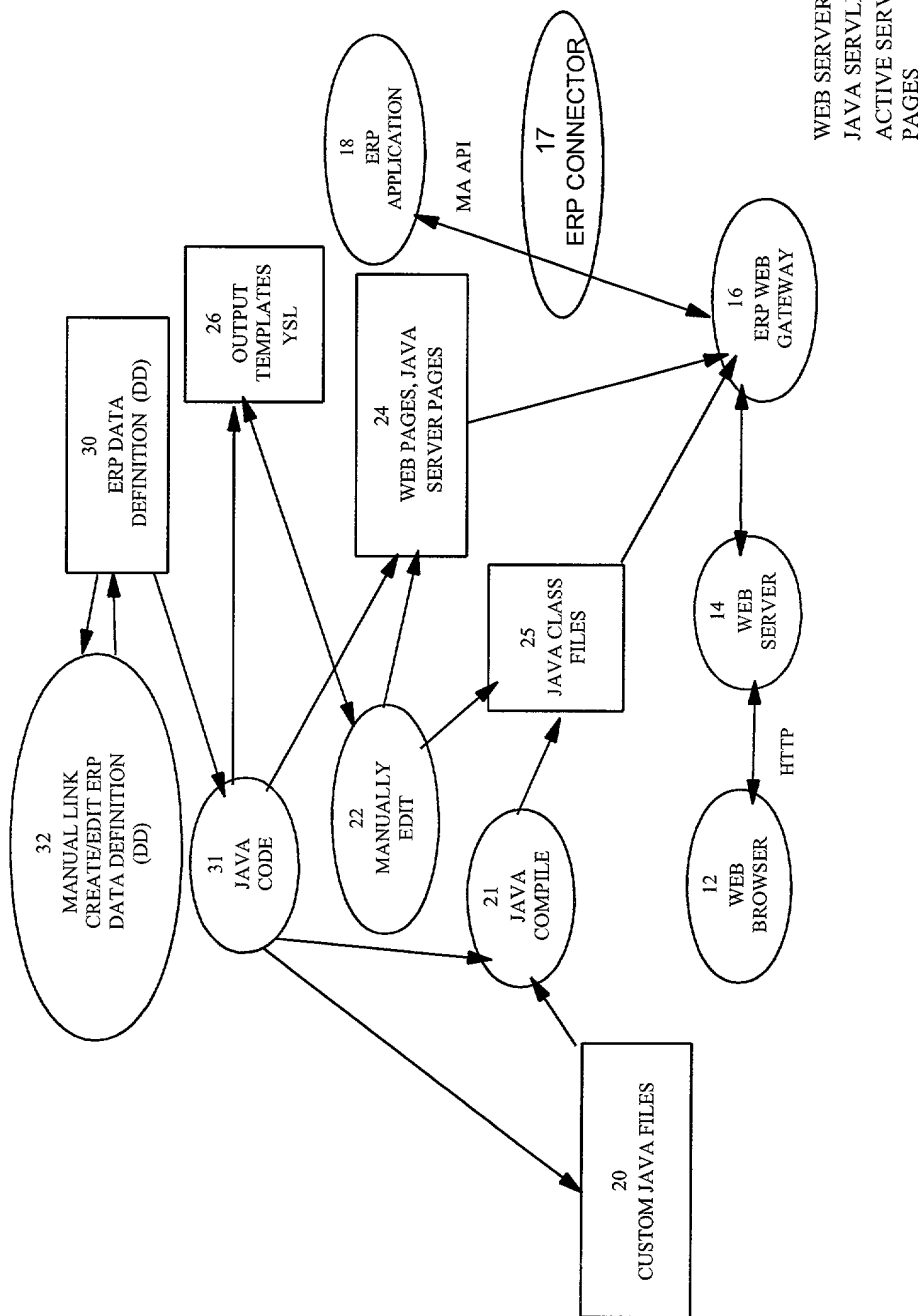 32
MANUAL LINK
CREATE/EDIT ERP
DATA DEFINITION
(DD)
30
ERP DATA
DEFINITION (DD)
31
JAVA
CODE
26
OUTPUT
TEMPLATES
YSL
18
ERP
APPLICATION
22
MANUALLY
EDIT
24
WEB PAGES, JAVA
SERVER PAGES
MA API
21
JAVA
COMPILE
25
JAVA CLASS
FILES
17
ERP CONNECTOR
20
CUSTOM JAVA FILES
12
WEB
BROWSER
HTTP
14
WEB
SERVER
16
ERP WEB
GATEWAY
WEB SERVER
JAVA SERVL
ACTIVE SERV
PAGES